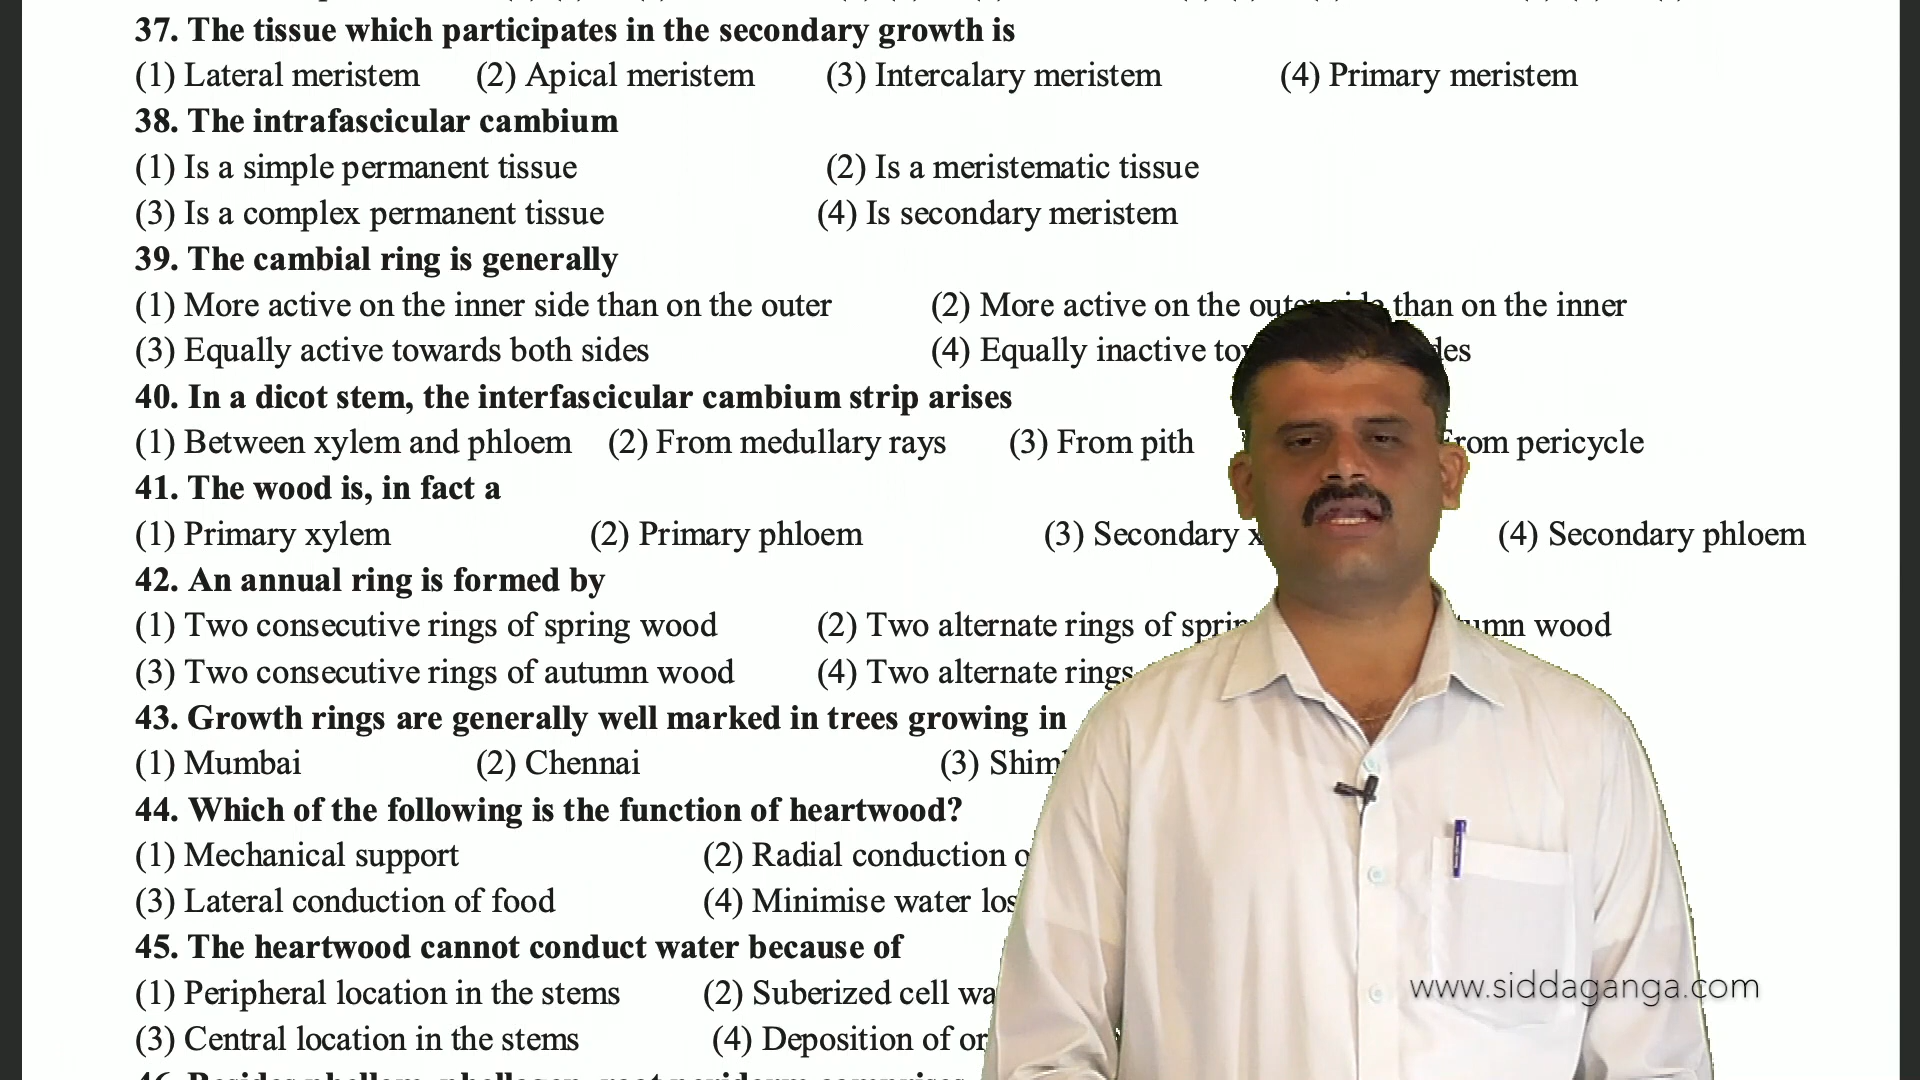 37. The tissue which participates in the secondary growth is
(1) Lateral meristem (2) Apical meristem (3) Intercalary meristem (4) Primary meristem
38. The intrafascicular cambium
(1) Is a simple permanent tissue (2) Is a meristematic tissue
(3) Is a complex permanent tissue (4) Is secondary meristem
39. The cambial ring is generally
(1) More active on the inner side than on the outer (2) More active on the outer side than on the inner
(3) Equally active towards both sides (4) Equally inactive
40. In a dicot stem, the interfascicular cambium strip arises
(1) Between xylem and phloem (2) From medullary rays (3) From pith From pericycle
41. The wood is, in fact a
(1) Primary xylem (2) Primary phloem (3) Secondary (4) Secondary phloem
42. An annual ring is formed by
(1) Two consecutive rings of spring wood (2) Two alternate rings of wood
(3) Two consecutive rings of autumn wood (4) Two alternate rings
43. Growth rings are generally well marked in trees growing in
(1) Mumbai (2) Chennai (3)
44. Which of the following is the function of heartwood?
(1) Mechanical support (2) Radial conduction
(3) Lateral conduction of food (4) Minimise water
45. The heartwood cannot conduct water because of
(1) Peripheral location in the stems (2) Suberized cell
(3) Central location in the stems (4) Deposition of
www.siddaganga.com